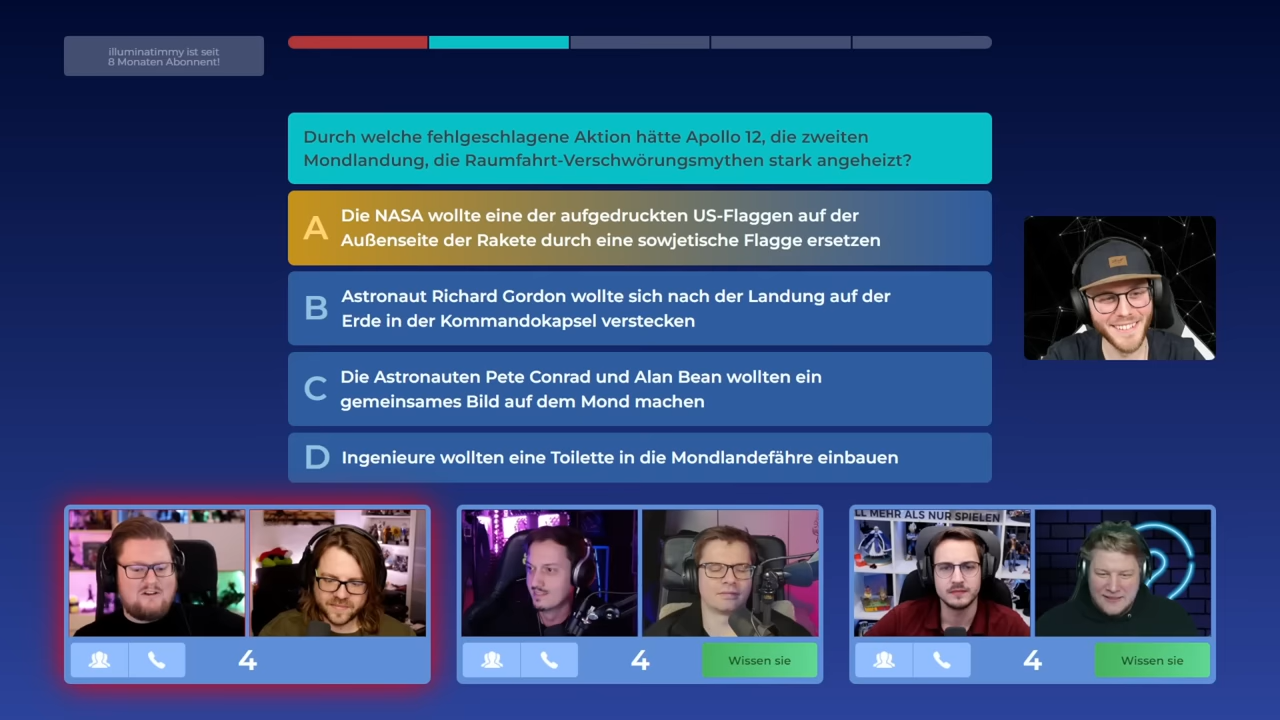 illuminatimmy ist seit
8 Monaten Abonnent!
Durch welche fehlgeschlagene Aktion hätte Apollo 12, die zweiten
Mondlandung, die Raumfahrt-Verschwörungsmythen stark angeheizt?
A
Die NASA wollte eine der aufgedruckten US-Flaggen auf der
Außenseite der Rakete durch eine sowjetische Flagge ersetzen
B
Astronaut Richard Gordon wollte sich nach der Landung auf der
Erde in der Kommandokapsel verstecken
C
Die Astronauten Pete Conrad und Alan Bean wollten ein
gemeinsames Bild auf dem Mond machen
D
Ingenieure wollten eine Toilette in die Mondlandefähre einbauen
LL MEHR ALS NUR SPIELEN
4
4
Wissen sie
4
Wissen sie